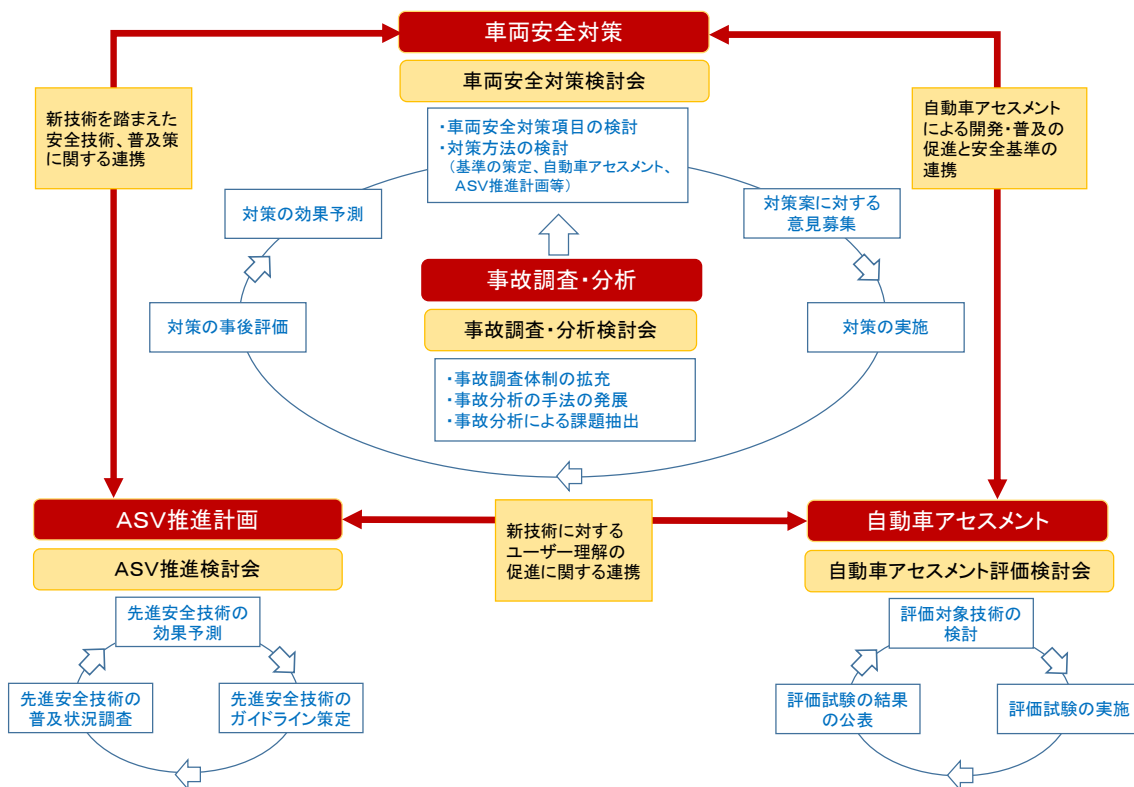 車両安全対策
車両安全対策検討会
新技術を踏まえた
安全技術、普及策
に関する連携
・車両安全対策項目の検討
・対策方法の検討
（基準の策定、自動車アセスメント、
ASV推進計画等）
自動車アセスメント
による開発・普及の
促進と安全基準の
連携
対策の効果予測
対策案に対する
意見募集
事故調査・分析
対策の事後評価
事故調査・分析検討会
対策の実施
・事故調査体制の拡充
・事故分析の手法の発展
・事故分析による課題抽出
ASV推進計画
新技術に対する
ユーザー理解の
促進に関する連携
自動車アセスメント
ASV推進検討会
自動車アセスメント評価検討会
先進安全技術の
効果予測
先進安全技術の
普及状況調査
先進安全技術の
ガイドライン策定
評価対象技術の
検討
評価試験の結果
の公表
評価試験の実施